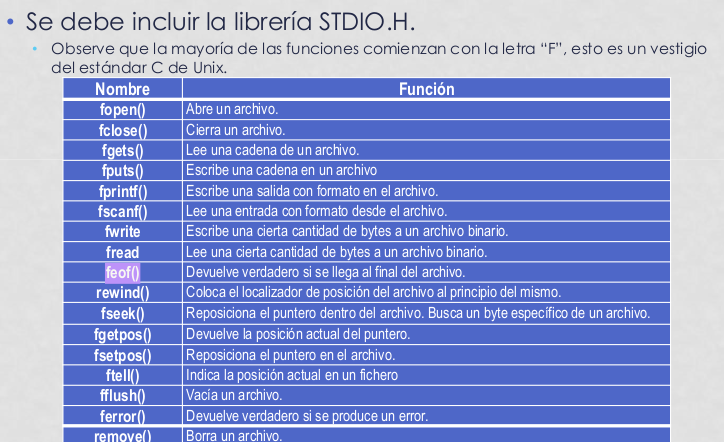 • Se debe incluir la librería STDIO.H.
• Observe que la mayoría de las funciones comienzan con la letra “F”, esto es un vestigio
del estándar C de Unix.
Nombre Función
fopen() Abre un archivo.
fclose() Cierra un archivo.
fgets() Lee una cadena de un archivo.
fputs() Escribe una cadena en un archivo
fprintf() Escribe una salida con formato en el archivo.
fscanf() Lee una entrada con formato desde el archivo.
fwrite Escribe una cierta cantidad de bytes a un archivo binario.
fread Lee una cierta cantidad de bytes a un archivo binario.
feof() Devuelve verdadero si se llega al final del archivo.
rewind() Coloca el localizador de posición del archivo al principio del mismo.
fseek() Reposiciona el puntero dentro del archivo. Busca un byte específico de un archivo.
fgetpos() Devuelve la posición actual del puntero.
fsetpos() Reposiciona el puntero en el archivo.
ftell() Indica la posición actual en un fichero
fflush() Vacía un archivo.
ferror() Devuelve verdadero si se produce un error.
remove() Borra un archivo.